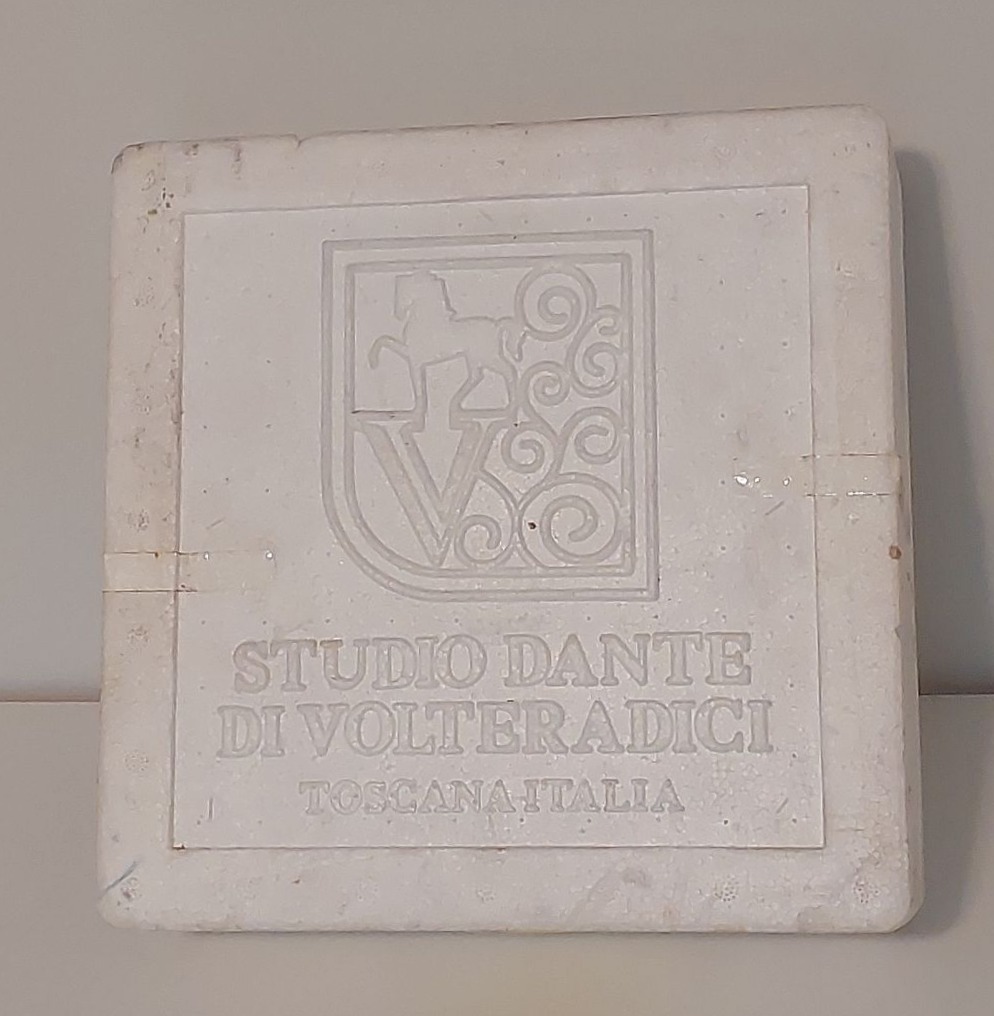 V
STUDIO DANTE
DI VOLTERADICI
TOSCANA-ITALIA